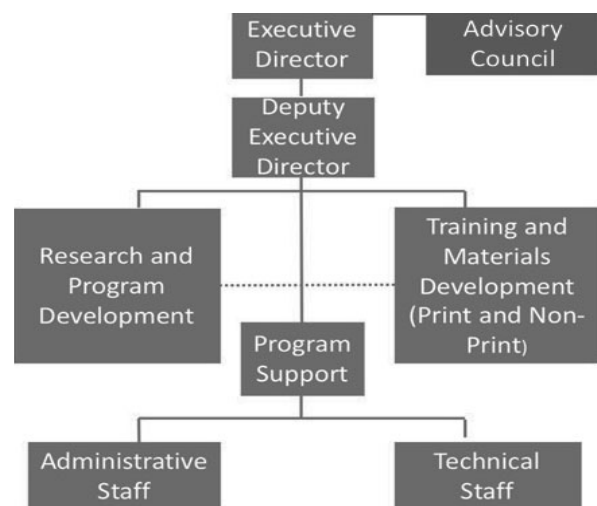 Executive
Director
Advisory
Council
Deputy
Executive
Director
Research and
Program
Development
Training and
Materials
Development
(Print and Non-
Print)
Program
Support
Administrative
Staff
Technical
Staff